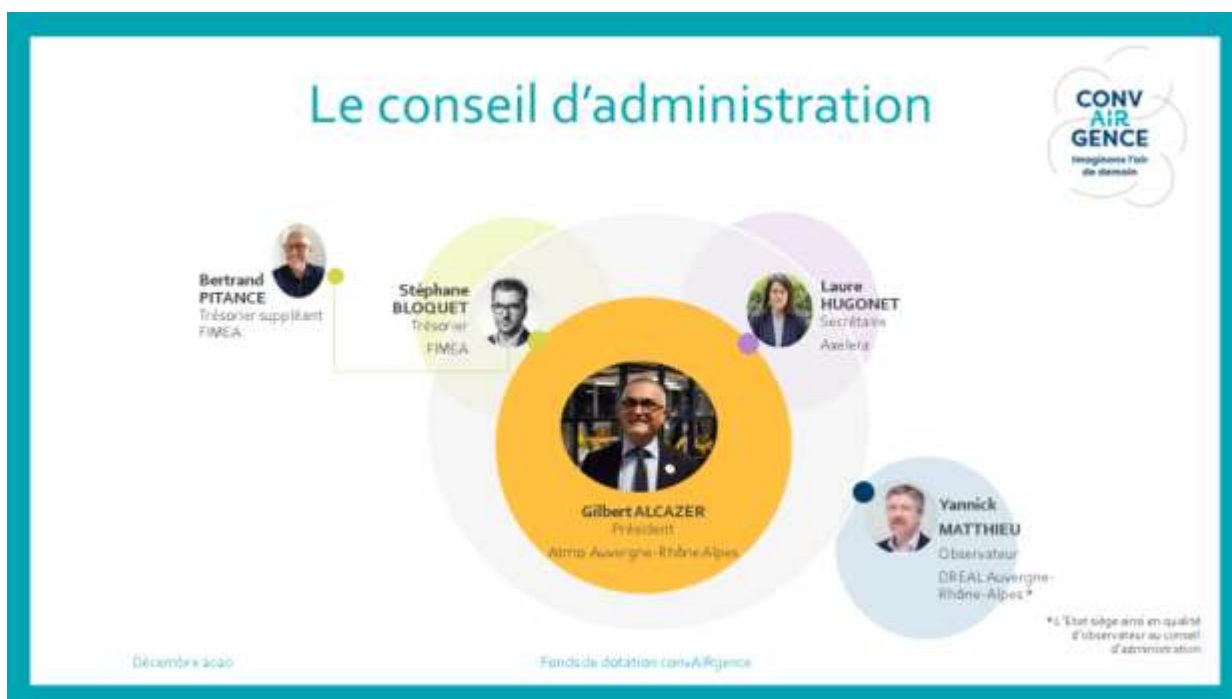 Le conseil d'administration
CONV
AIR
GENCE
Imaginons l'air
de demain
Bertrand
PITANCE
Trésorier suppléant
FIMEA
Stéphane
BLOQUET
Trésorier
FIMEA
Laure
HUGONET
Secrétaire
Axelera
Gilbert ALCAZER
Président
Atmo Auvergne-Rhône Alpes
Yannick
MATTHIEU
Observateur
DREAL Auvergne-
Rhône-Alpes *
* L'Etat siège ainsi en qualité
d'observateur au conseil
d'administration
Décembre 2020
Fonds de dotation convAIRgence